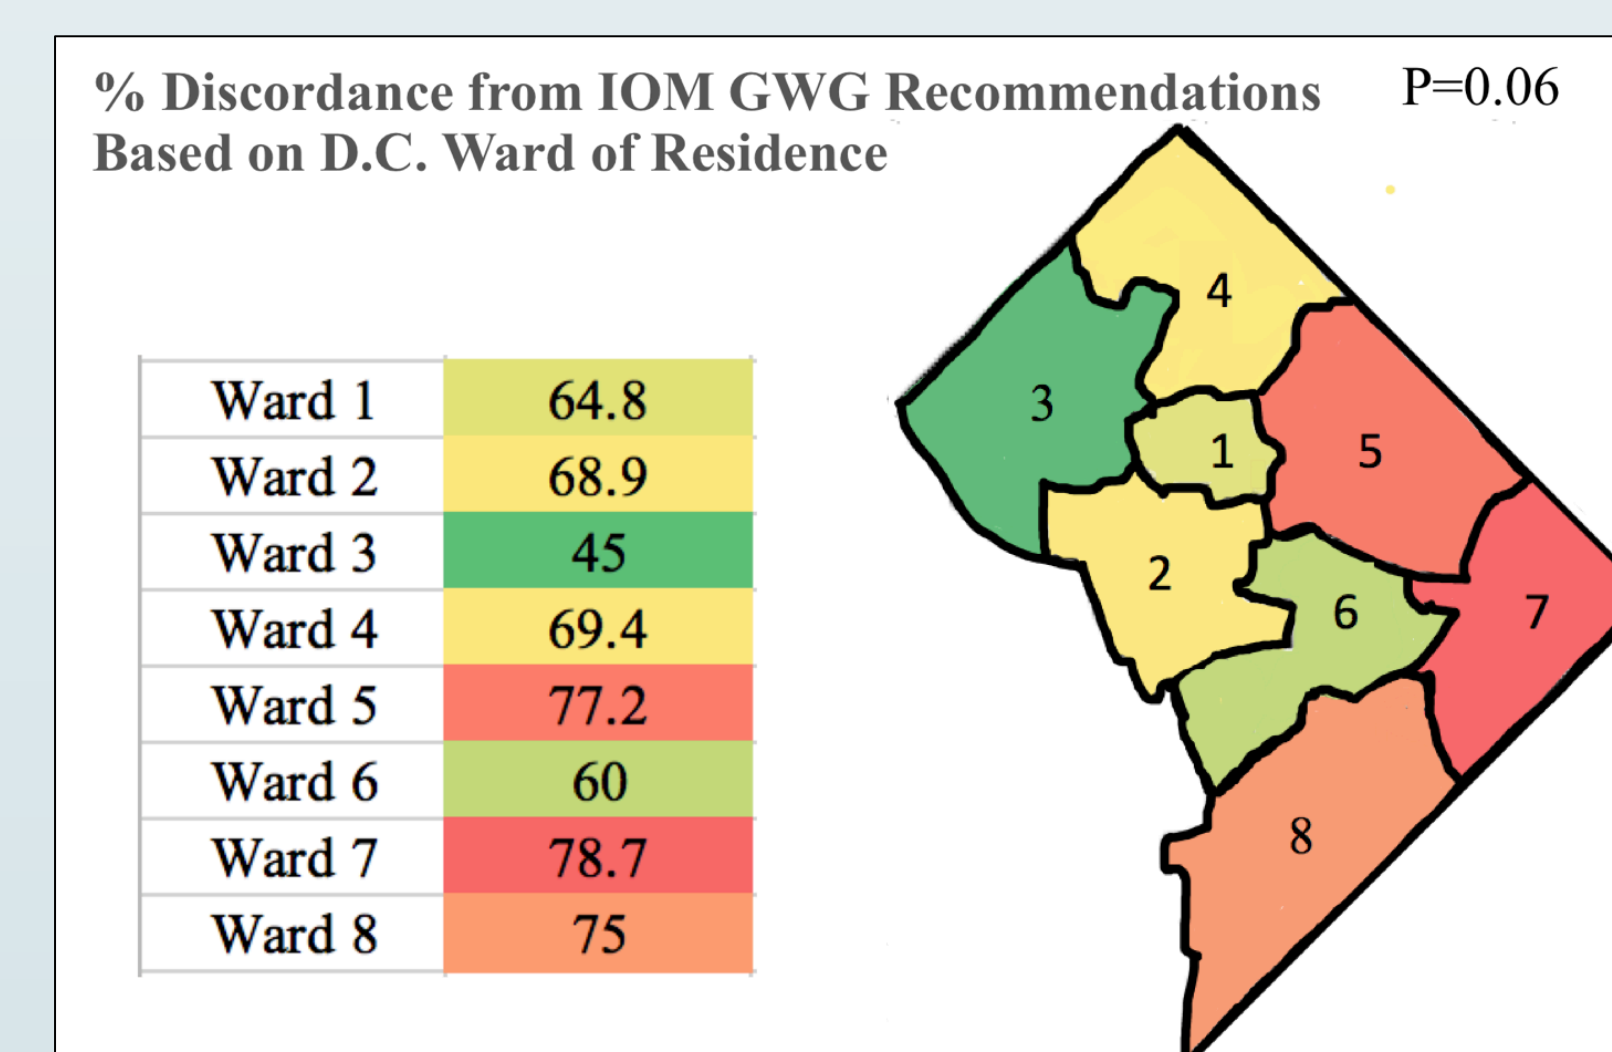 % Discordance from IOM GWG Recommendations
Based on D.C. Ward of Residence
P=0.06
Ward 1 64.8
Ward 2 68.9
Ward 3 45
Ward 4 69.4
Ward 5 77.2
Ward 6 60
Ward 7 78.7
Ward 8 75
4
3
1
5
2
6
7
8